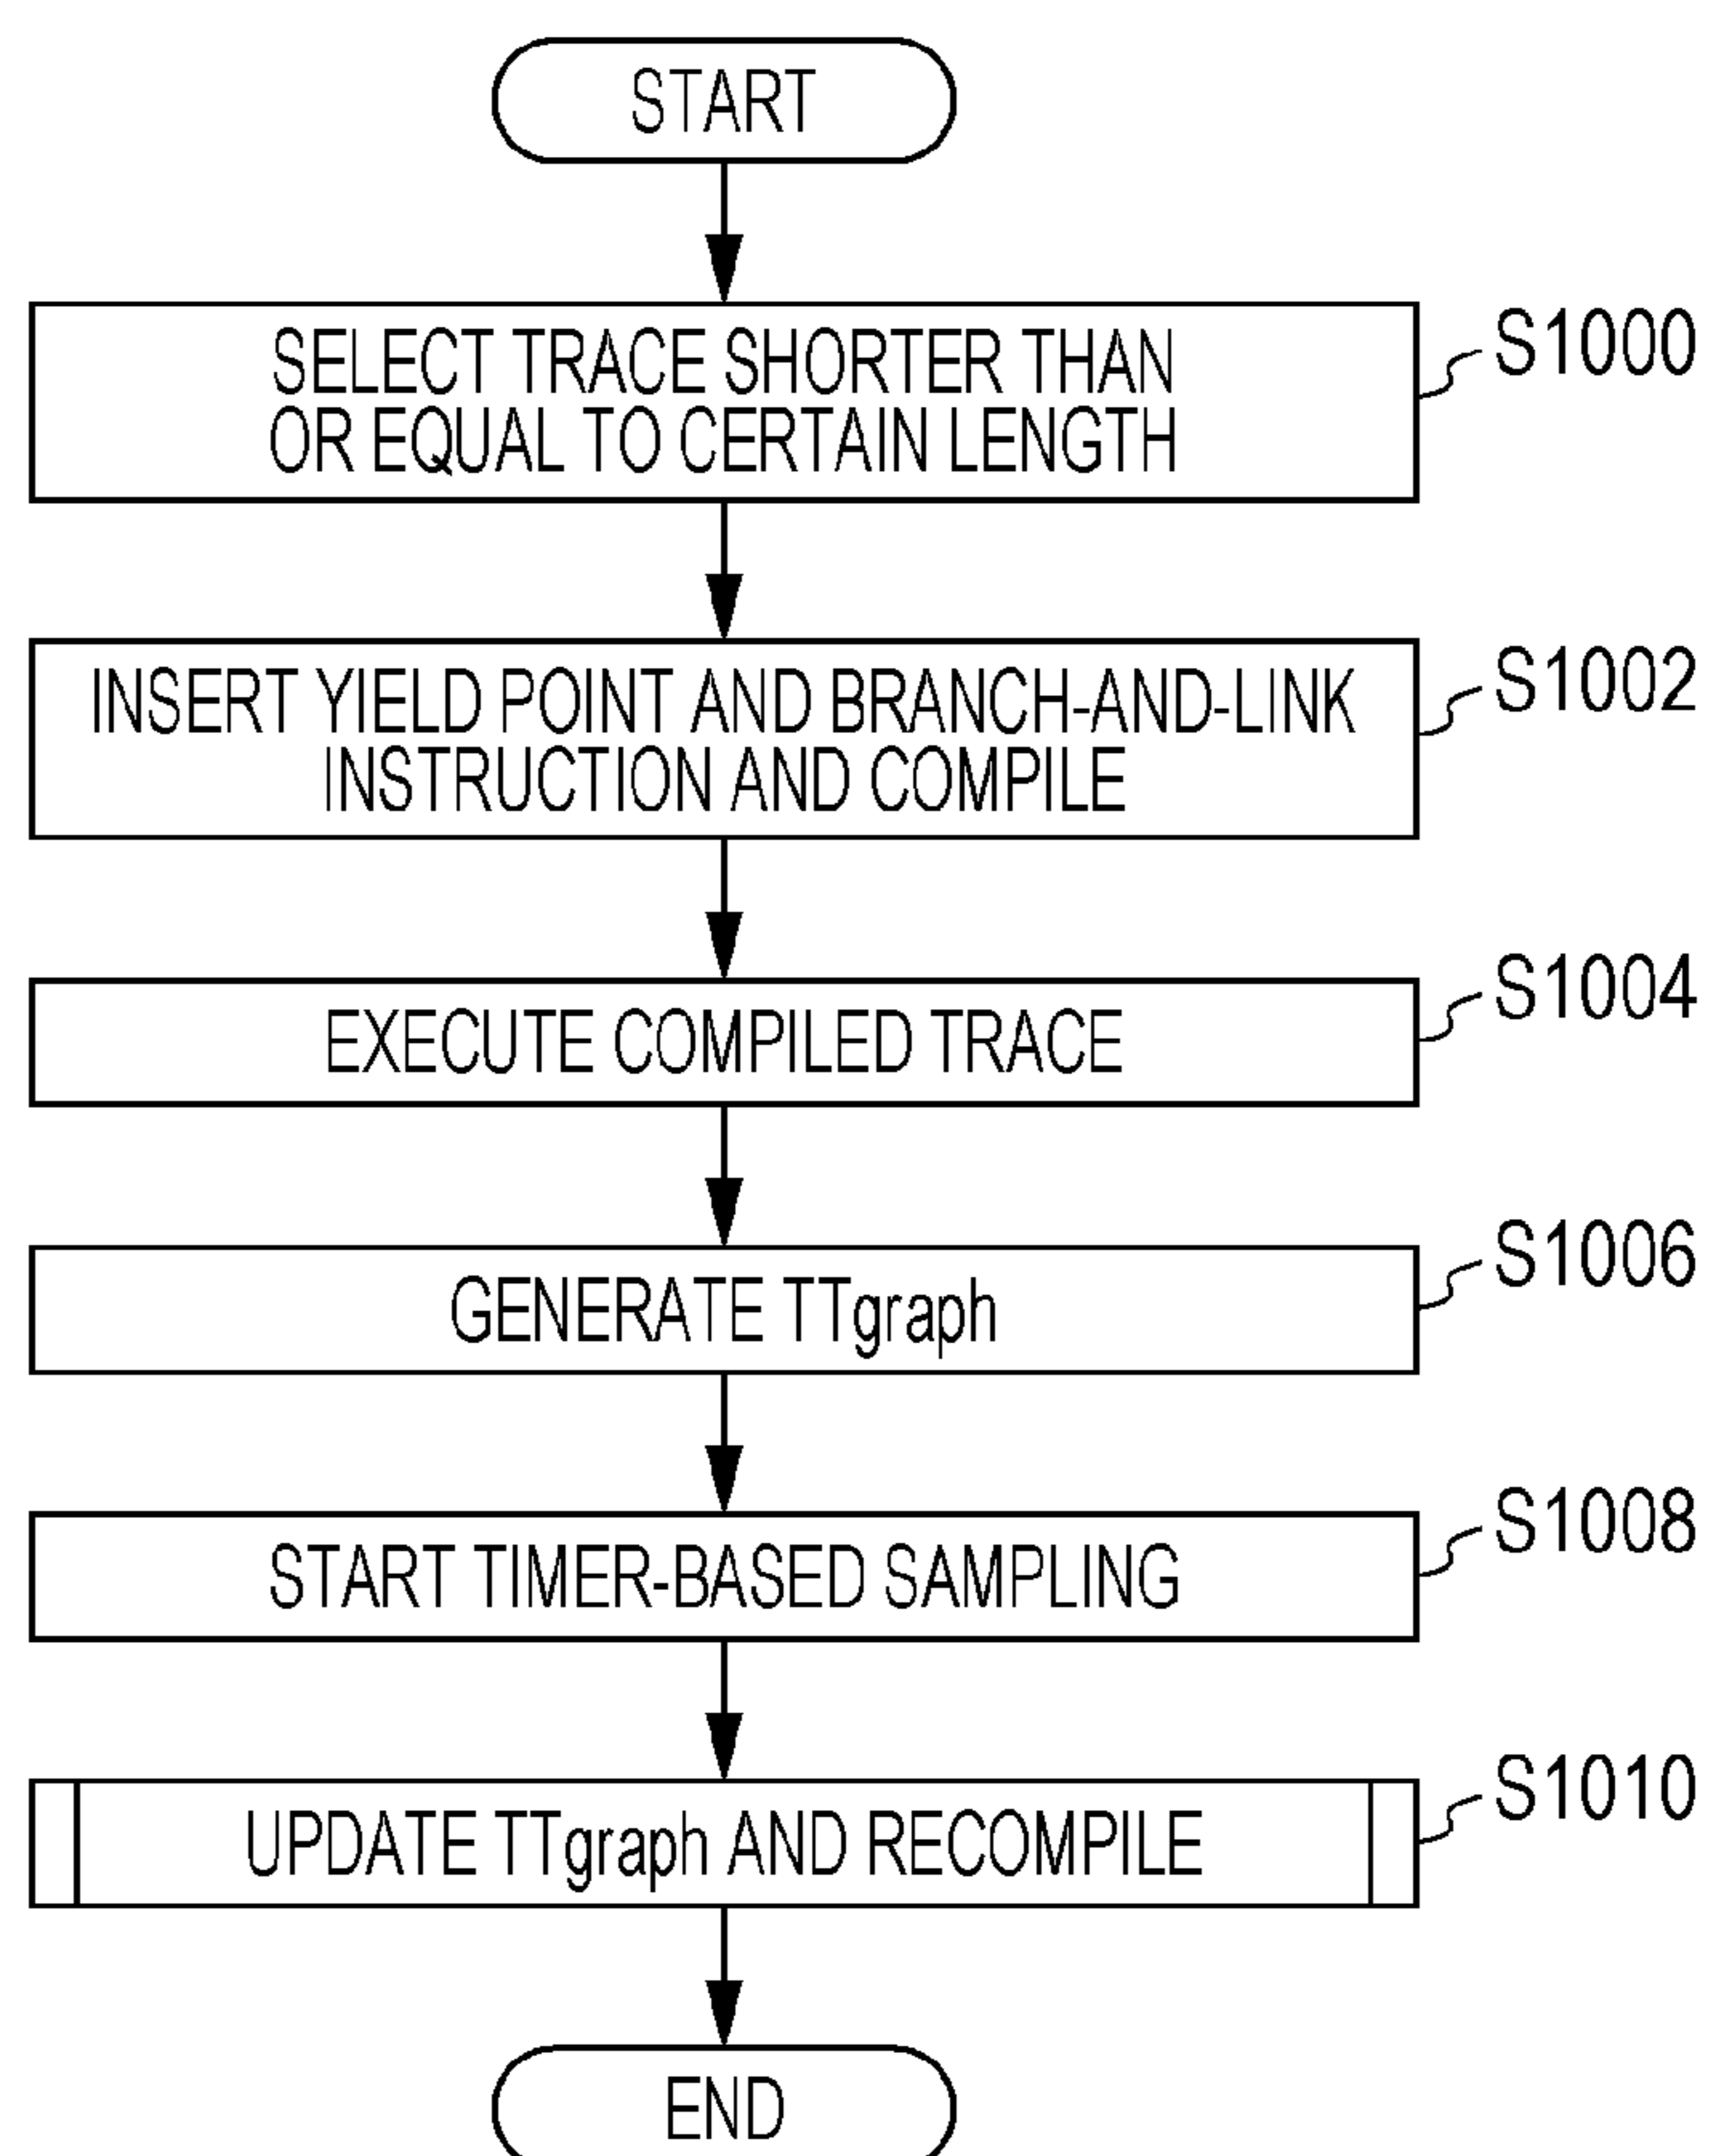 START
SELECT TRACE SHORTER THAN
OR EQUAL TO CERTAIN LENGTH
S1000
INSERT YIELD POINT AND BRANCH-AND-LINK
INSTRUCTION AND COMPILE
S1002
EXECUTE COMPILED TRACE
S1004
GENERATE TTgraph
S1006
START TIMER-BASED SAMPLING
S1008
UPDATE TTgraph AND RECOMPILE
S1010
END